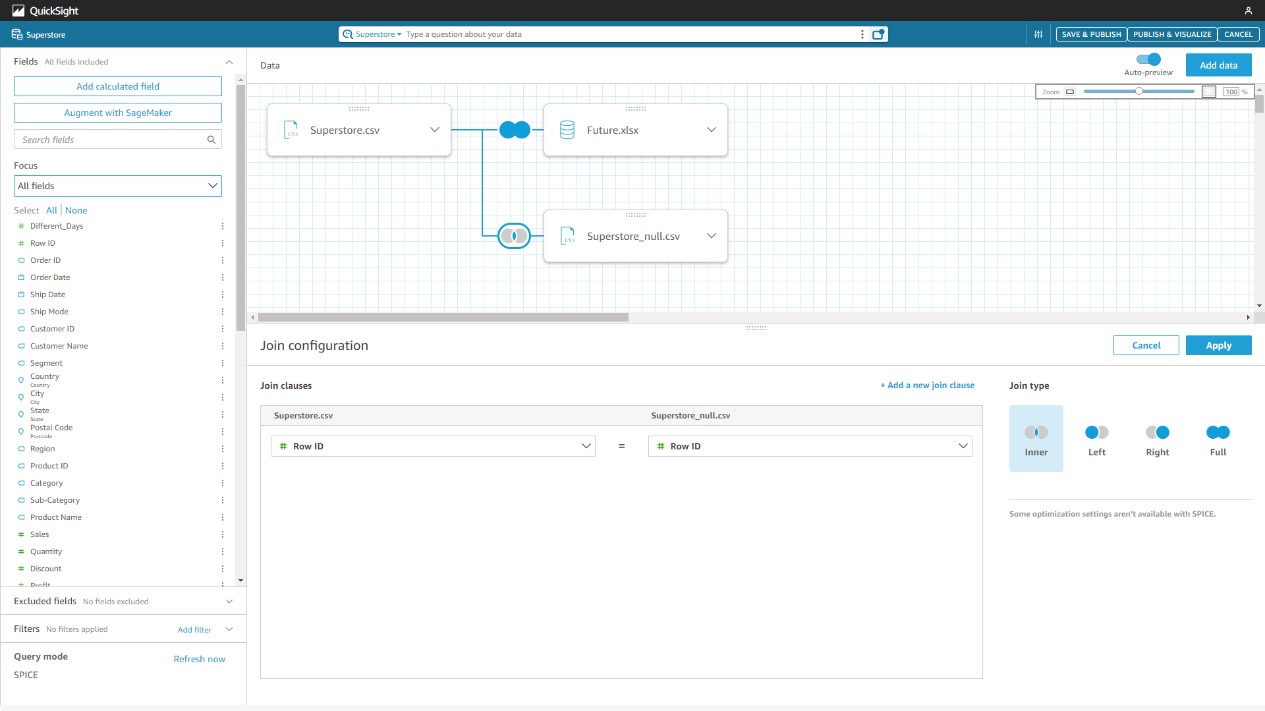 QuickSight
Superstore
Superstore Type a question about your data
SAVE & PUBLISH PUBLISH & VISUALIZE CANCEL
Fields All fields included
Add calculated field
Augment with SageMaker
Search fields
Focus
All fields
Select All None
Different_Days
Row ID
Order ID
Order Date
Ship Date
Ship Mode
Customer ID
Customer Name
Segment
Country
Country
City
City
State
State
Postal Code
Postcode
Region
Product ID
Category
Sub-Category
Product Name
Sales
Quantity
Discount
Profit
Excluded fields No fields excluded
Filters No filters applied Add filter
Query mode Refresh now
SPICE
Data
Auto-preview
Add data
Zoom 100 %
CSV Superstore.csv
Future.xlsx
CSV Superstore_null.csv
Join configuration
Cancel Apply
Join clauses
+ Add a new join clause
Superstore.csv Superstore_null.csv
# Row ID = # Row ID
Join type
Inner Left Right Full
Some optimization settings aren't available with SPICE.